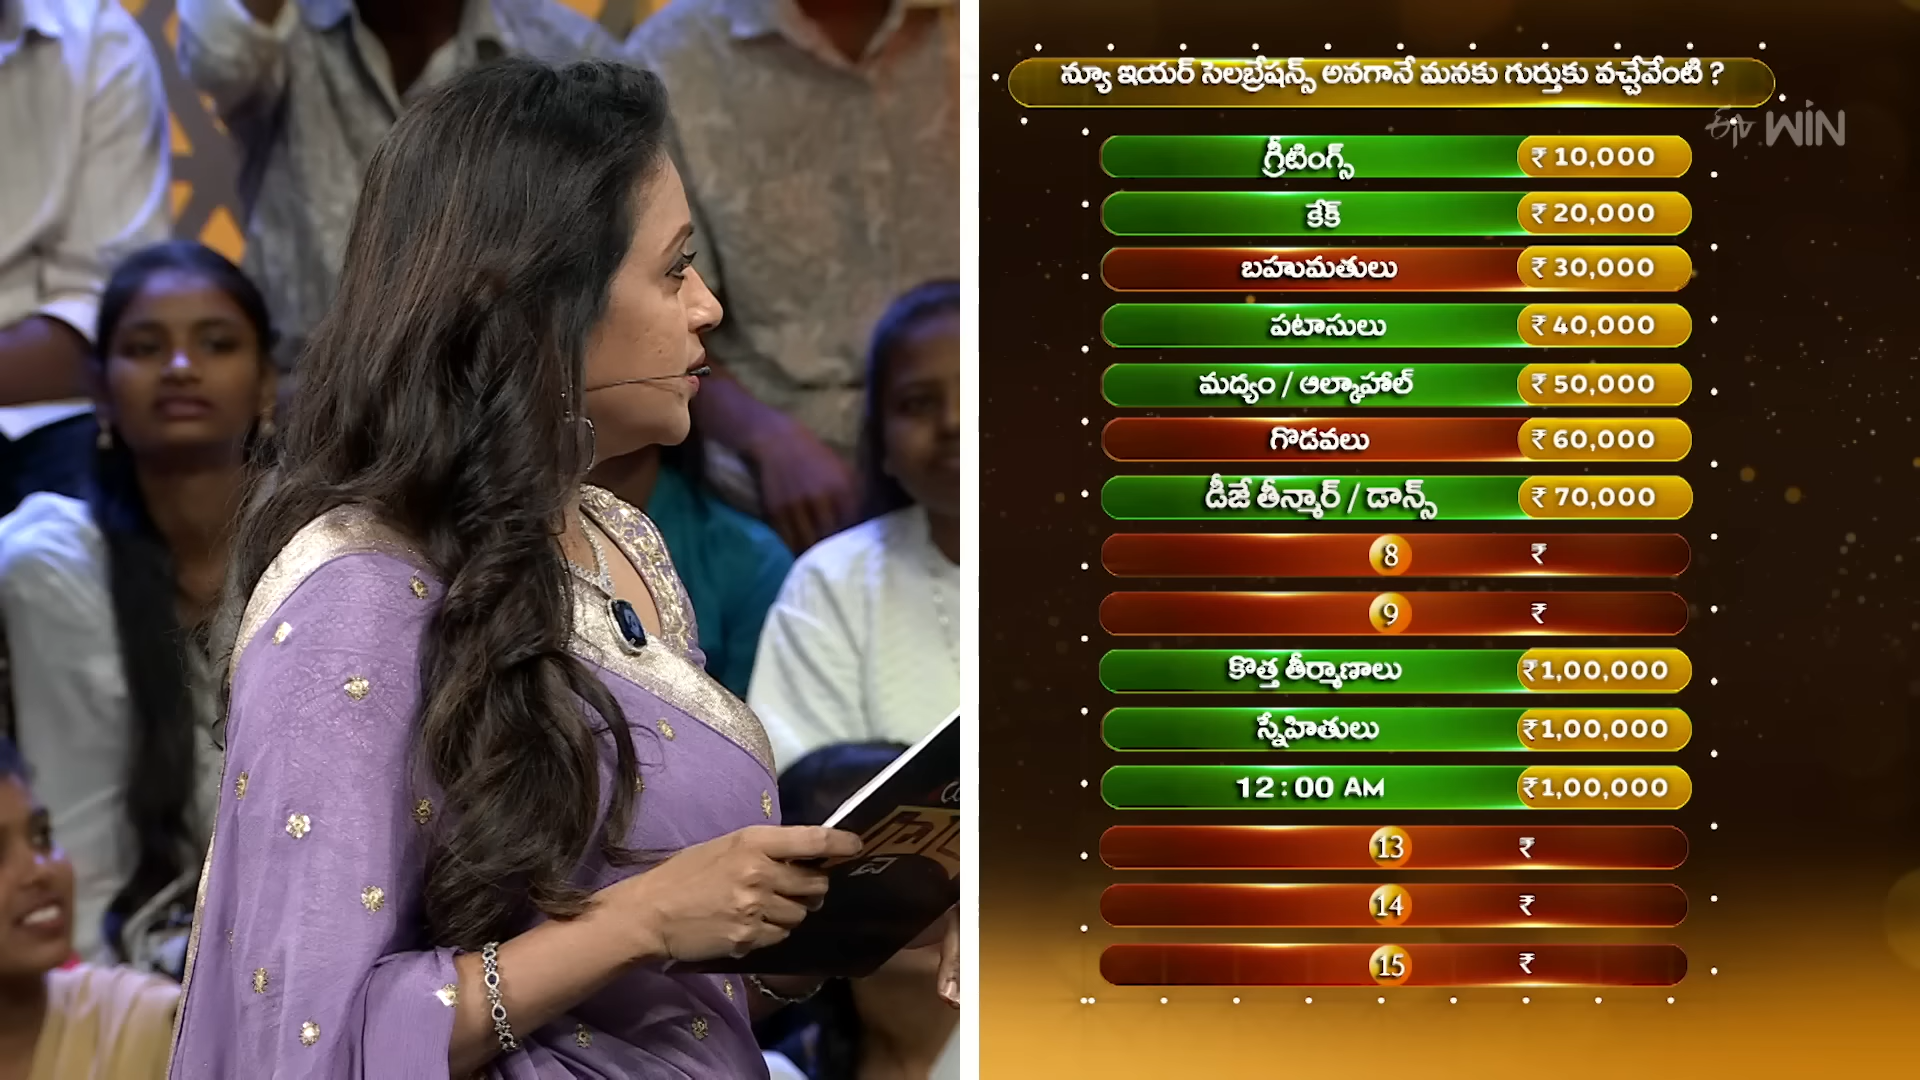 న్యూ ఇయర్ సెలబ్రేషన్స్ అనగానే మనకు గుర్తుకు వచ్చేవేంటి ?
ఈటీవీ WIN
గ్రీటింగ్స్ ₹ 10,000
కేక్ ₹ 20,000
బహుమతులు ₹ 30,000
పటాసులు ₹ 40,000
మద్యం / ఆల్కాహాల్ ₹ 50,000
గొడవలు ₹ 60,000
డీజే తీన్మార్ / డాన్స్ ₹ 70,000
8 ₹
9 ₹
కొత్త తీర్మాణాలు ₹1,00,000
స్నేహితులు ₹1,00,000
12 : 00 AM ₹1,00,000
13 ₹
14 ₹
15 ₹